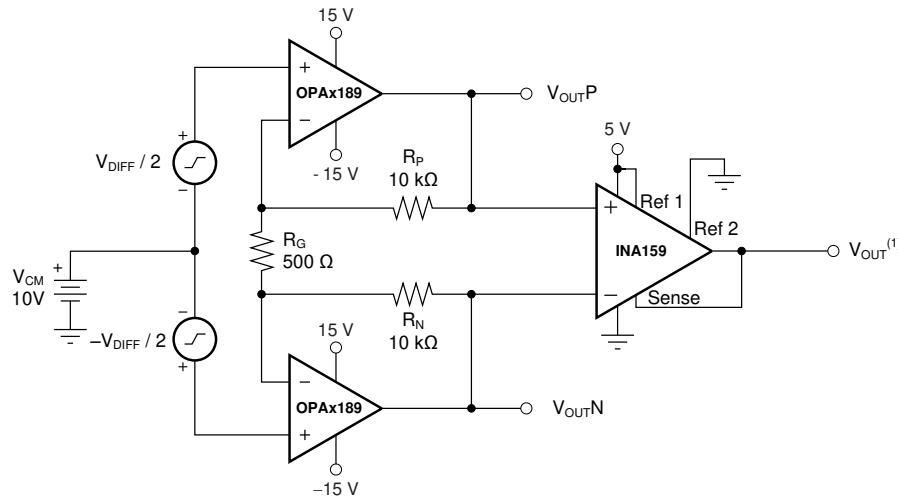 15 V
+
OPAx189
−
- 15 V
V_OUTP
+
V_DIFF / 2
−
R_P
10 kΩ
5 V
+
Ref 1
Ref 2
INA159
V_OUT^(1
−
Sense
R_G
500 Ω
+
V_CM
10V
−
−V_DIFF / 2
+
R_N
10 kΩ
15 V
−
OPAx189
+
−15 V
V_OUTN